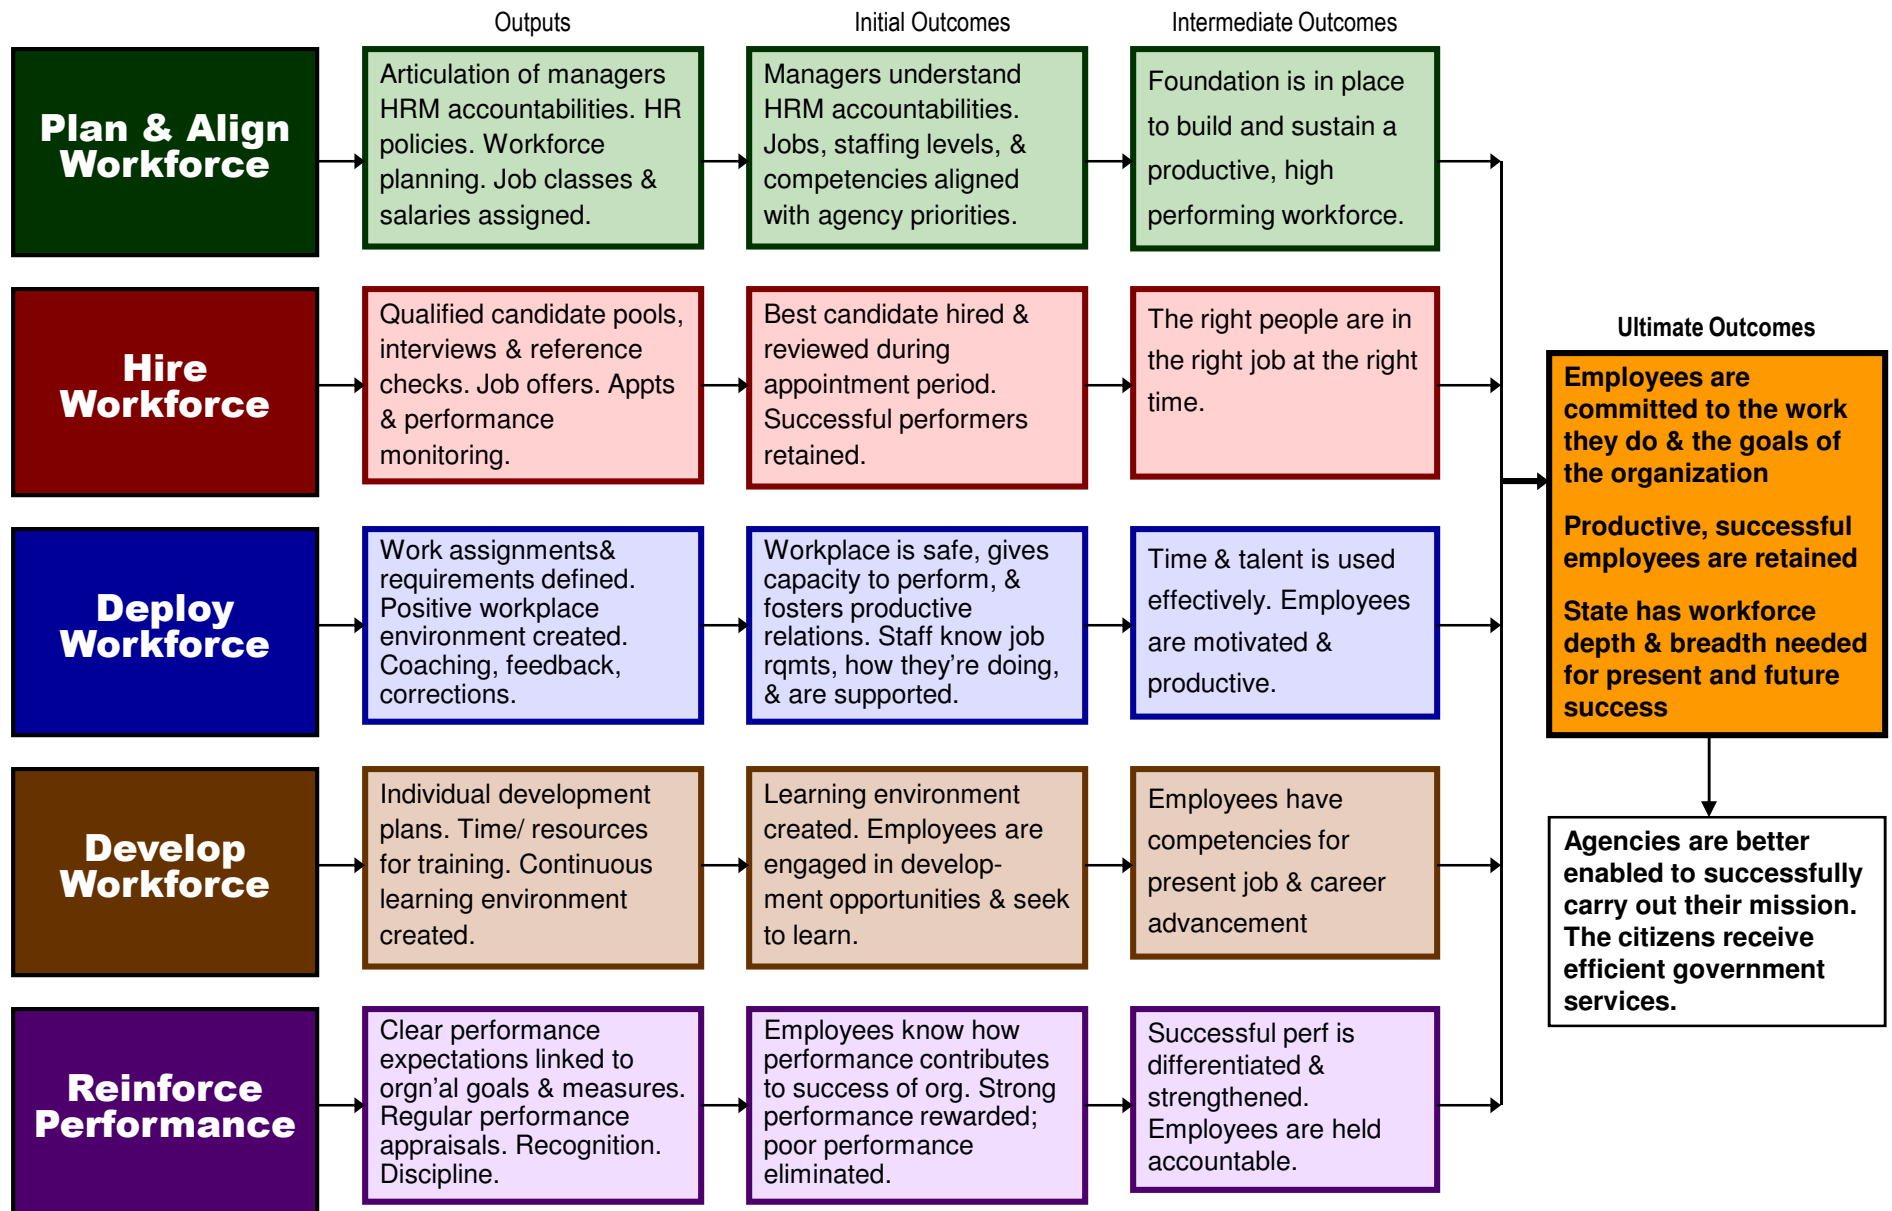 Outputs
Initial Outcomes
Intermediate Outcomes
Plan & Align
Workforce
Articulation of managers
HRM accountabilities. HR
policies. Workforce
planning. Job classes &
salaries assigned.
Managers understand
HRM accountabilities.
Jobs, staffing levels, &
competencies aligned
with agency priorities.
Foundation is in place
to build and sustain a
productive, high
performing workforce.
Hire
Workforce
Qualified candidate pools,
interviews & reference
checks. Job offers. Appts
& performance
monitoring.
Best candidate hired &
reviewed during
appointment period.
Successful performers
retained.
The right people are in
the right job at the right
time.
Deploy
Workforce
Work assignments&
requirements defined.
Positive workplace
environment created.
Coaching, feedback,
corrections.
Workplace is safe, gives
capacity to perform, &
fosters productive
relations. Staff know job
rqmts, how they’re doing,
& are supported.
Time & talent is used
effectively. Employees
are motivated &
productive.
Develop
Workforce
Individual development
plans. Time/ resources
for training. Continuous
learning environment
created.
Learning environment
created. Employees are
engaged in develop-
ment opportunities & seek
to learn.
Employees have
competencies for
present job & career
advancement
Reinforce
Performance
Clear performance
expectations linked to
orgn’al goals & measures.
Regular performance
appraisals. Recognition.
Discipline.
Employees know how
performance contributes
to success of org. Strong
performance rewarded;
poor performance
eliminated.
Successful perf is
differentiated &
strengthened.
Employees are held
accountable.
Ultimate Outcomes
Employees are
committed to the work
they do & the goals of
the organization
Productive, successful
employees are retained
State has workforce
depth & breadth needed
for present and future
success
Agencies are better
enabled to successfully
carry out their mission.
The citizens receive
efficient government
services.